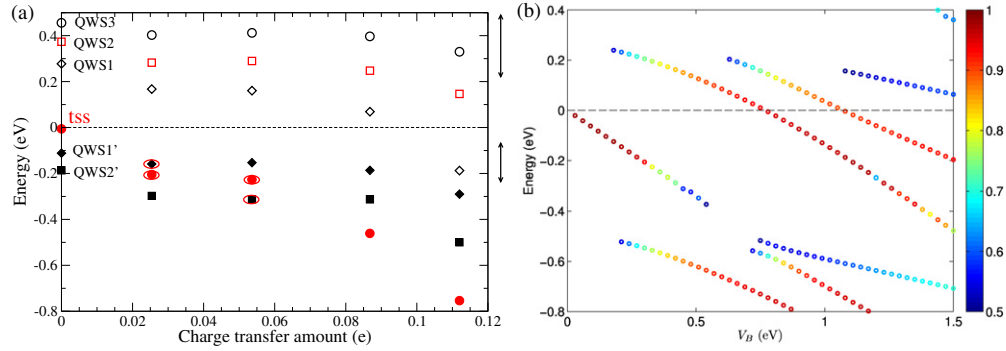 (a)
0.4
0.2
0
-0.2
-0.4
-0.6
-0.8
Energy (eV)
QWS3
QWS2
QWS1
tss
QWS1’
QWS2’
0
0.02
0.04
0.06
0.08
0.1
0.12
Charge transfer amount (e)
(b)
0.4
0.2
0
−0.2
−0.4
−0.6
−0.8
Energy (eV)
0
0.5
1
1.5
V_B (eV)
1
0.9
0.8
0.7
0.6
0.5